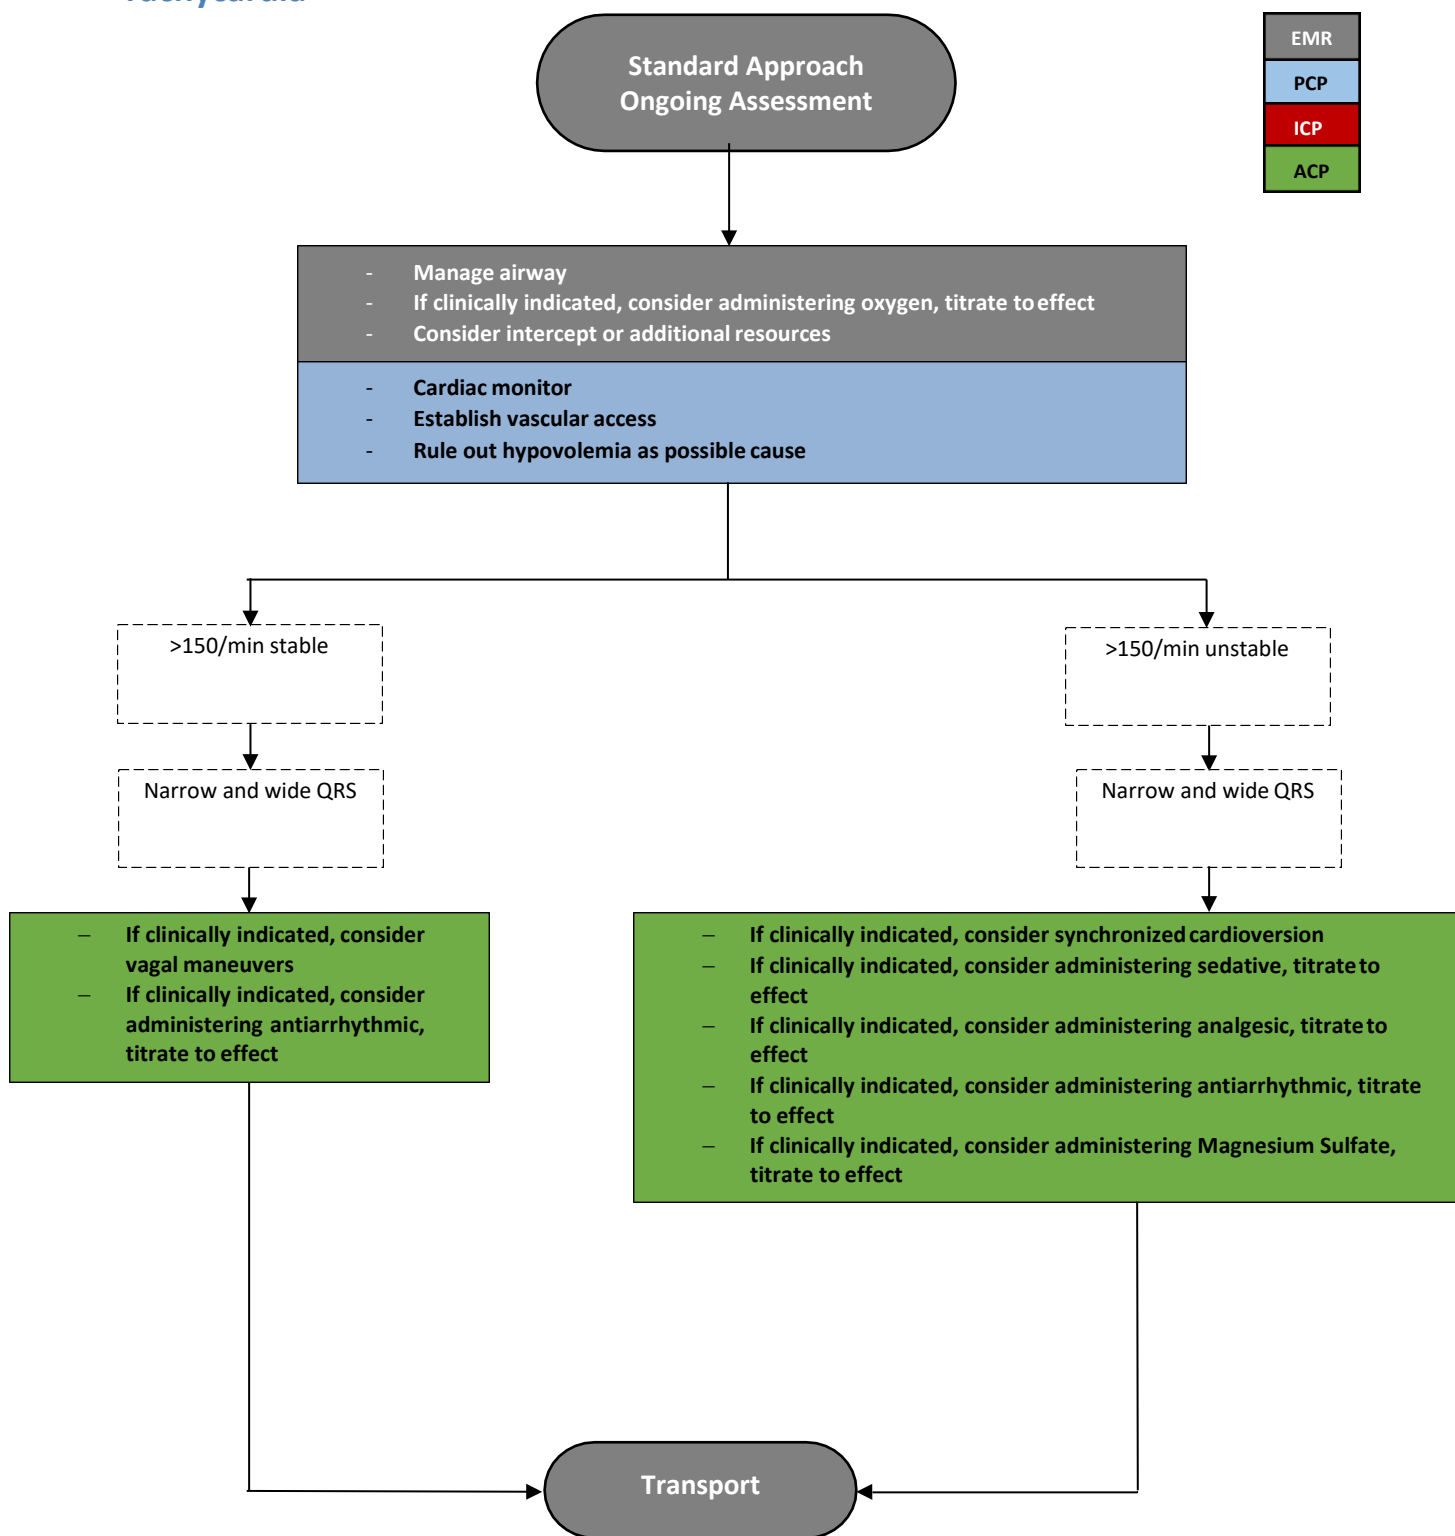 Standard Approach
Ongoing Assessment
EMR
PCP
ICP
ACP
- Manage airway
- If clinically indicated, consider administering oxygen, titrate to effect
- Consider intercept or additional resources
- Cardiac monitor
- Establish vascular access
- Rule out hypovolemia as possible cause
>150/min stable
>150/min unstable
Narrow and wide QRS
Narrow and wide QRS
– If clinically indicated, consider
vagal maneuvers
– If clinically indicated, consider
administering antiarrhythmic,
titrate to effect
– If clinically indicated, consider synchronized cardioversion
– If clinically indicated, consider administering sedative, titrate to
effect
– If clinically indicated, consider administering analgesic, titrate to
effect
– If clinically indicated, consider administering antiarrhythmic, titrate
to effect
– If clinically indicated, consider administering Magnesium Sulfate,
titrate to effect
Transport